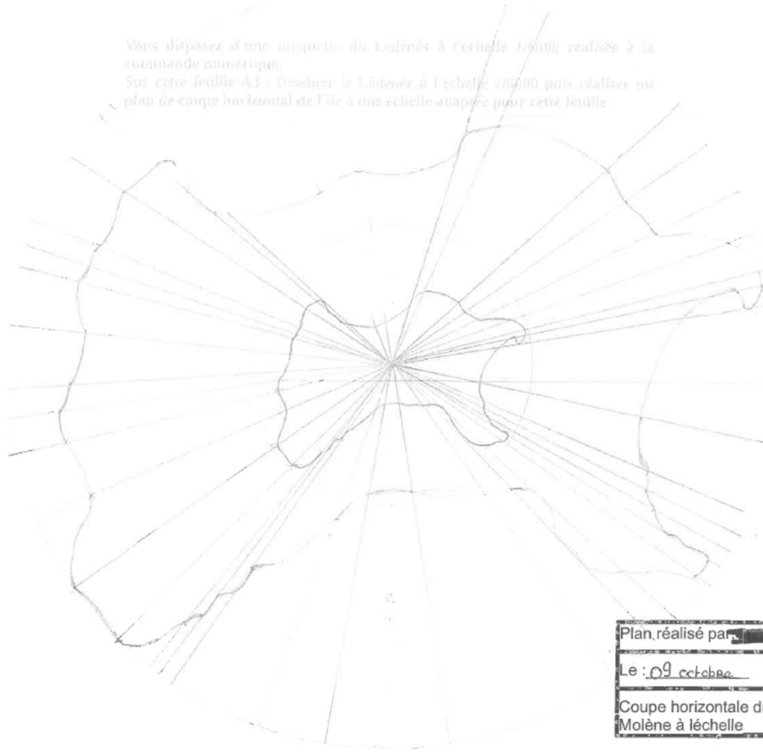 Vous disposez d'une maquette du Ledénès à l'échelle 1/6000 réalisée à la
commande numérique.
Sur cette feuille A3 : Dessiner le Lédénès à l'échelle 1/6000 puis réaliser un
plan de coupe horizontal de l'île à une échelle adaptée pour cette feuille
Plan réalisé par
Le : 09 octobre
Coupe horizontale d
Molène à léchelle